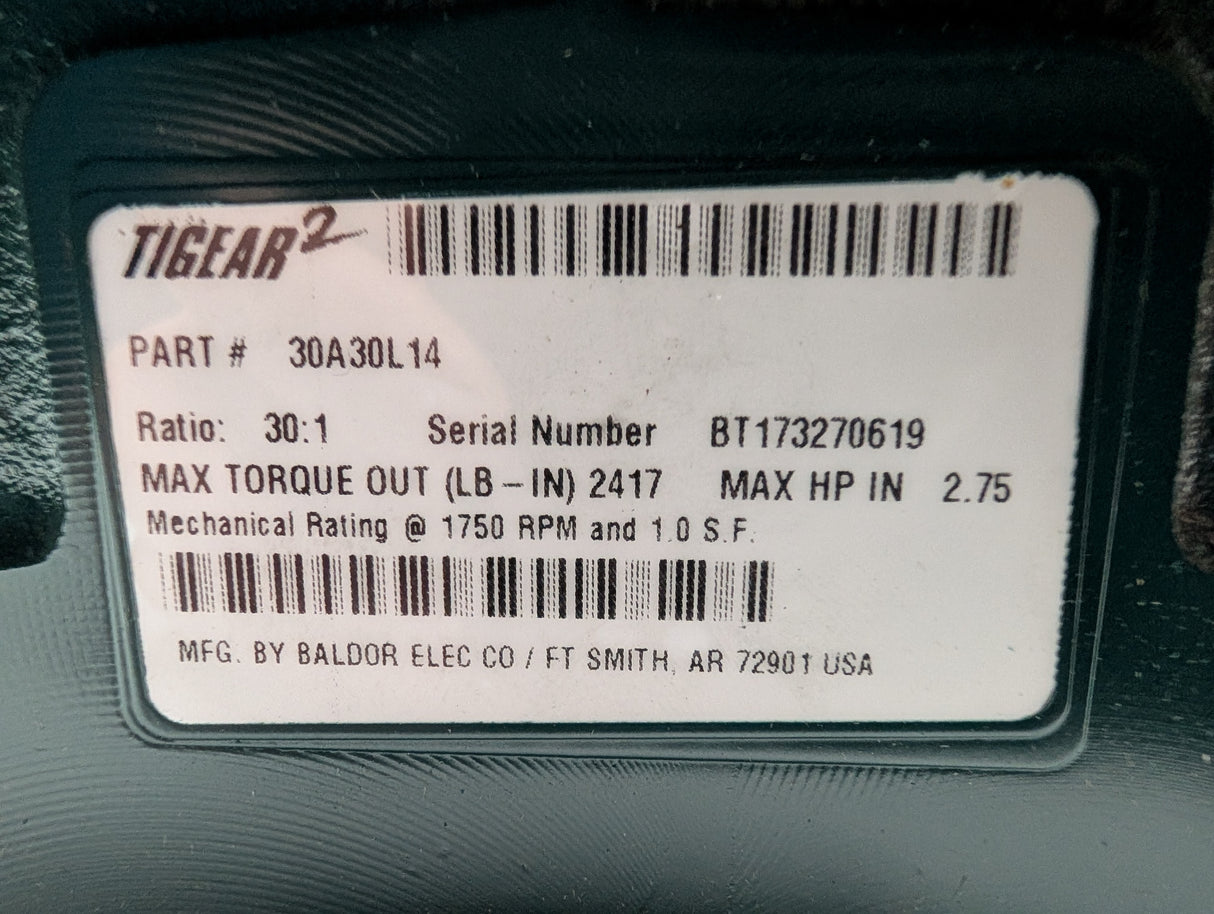 TIGEAR2
PART # 30A30L14
Ratio: 30:1 Serial Number BT173270619
MAX TORQUE OUT (LB-IN) 2417 MAX HP IN 2.75
Mechanical Rating @ 1750 RPM and 1.0 S.F.
MFG. BY BALDOR ELEC CO / FT SMITH, AR 72901 USA